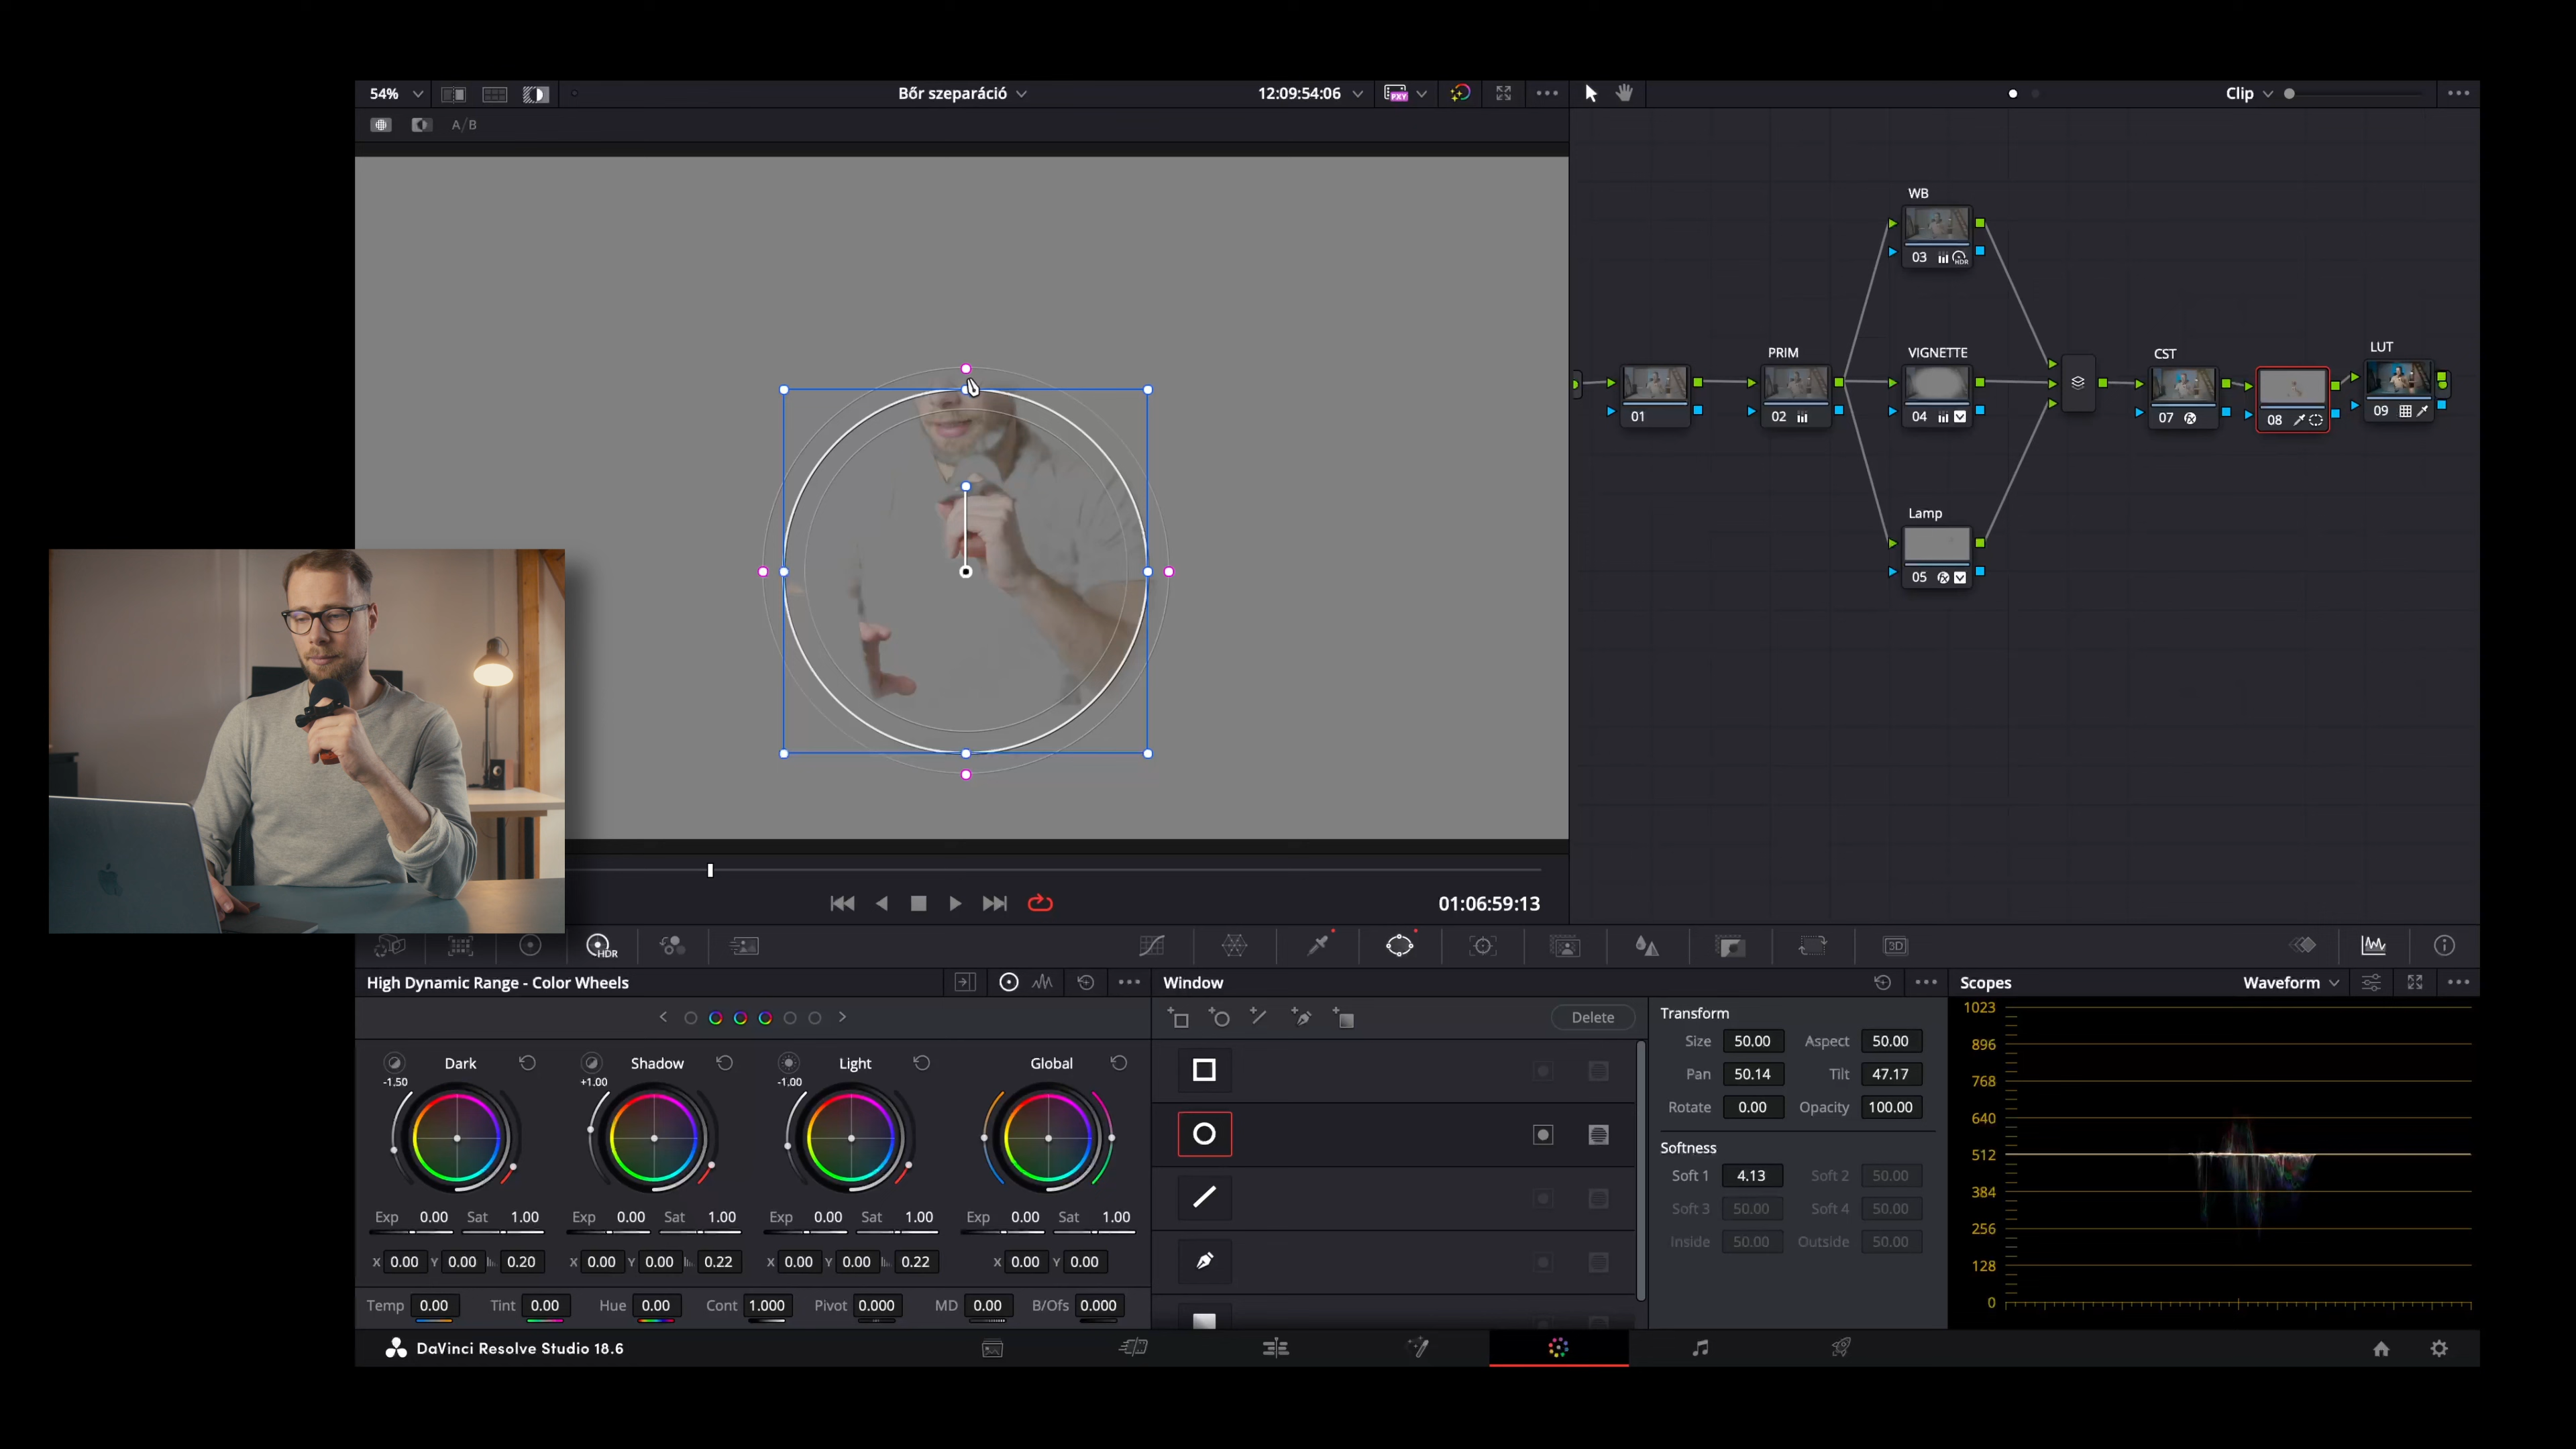 54%
Bőr szeparáció
12:09:54:06
PXY
Clip
A/B
WB
03
HDR
PRIM
VIGNETTE
CST
LUT
01
02
04
07
08
09
Lamp
05
01:06:59:13
HDR
3D
High Dynamic Range - Color Wheels
Window
Scopes
Waveform
Delete
Dark
Shadow
Light
Global
-1.50
+1.00
-1.00
Exp 0.00 Sat 1.00 Exp 0.00 Sat 1.00 Exp 0.00 Sat 1.00 Exp 0.00 Sat 1.00
X 0.00 Y 0.00 0.20 X 0.00 Y 0.00 0.22 X 0.00 Y 0.00 0.22 X 0.00 Y 0.00
Temp 0.00 Tint 0.00 Hue 0.00 Cont 1.000 Pivot 0.000 MD 0.00 B/Ofs 0.000
Transform
Size 50.00 Aspect 50.00
Pan 50.14 Tilt 47.17
Rotate 0.00 Opacity 100.00
Softness
Soft 1 4.13 Soft 2 50.00
Soft 3 50.00 Soft 4 50.00
Inside 50.00 Outside 50.00
1023
896
768
640
512
384
256
128
0
DaVinci Resolve Studio 18.6